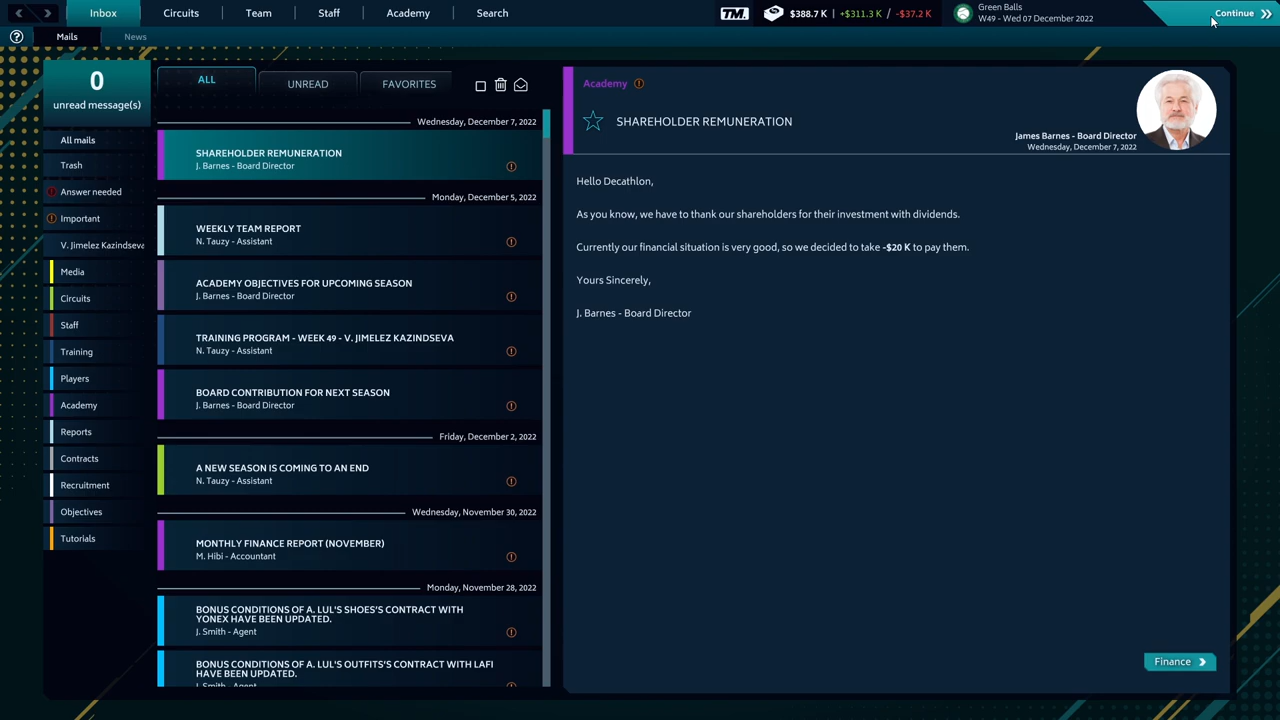 Inbox
Circuits
Team
Staff
Academy
Search
TM.
$388.7 K
+$311.3 K / -$37.2 K
Green Balls
W49 - Wed 07 December 2022
Continue
Mails
News
0
unread message(s)
All mails
Trash
Answer needed
Important
V. Jimelez Kazindseva
Media
Circuits
Staff
Training
Players
Academy
Reports
Contracts
Recruitment
Objectives
Tutorials
ALL
UNREAD
FAVORITES
Wednesday, December 7, 2022
SHAREHOLDER REMUNERATION
J. Barnes - Board Director
Monday, December 5, 2022
WEEKLY TEAM REPORT
N. Tauzy - Assistant
ACADEMY OBJECTIVES FOR UPCOMING SEASON
J. Barnes - Board Director
TRAINING PROGRAM - WEEK 49 - V. JIMELEZ KAZINDSEVA
N. Tauzy - Assistant
BOARD CONTRIBUTION FOR NEXT SEASON
J. Barnes - Board Director
Friday, December 2, 2022
A NEW SEASON IS COMING TO AN END
N. Tauzy - Assistant
Wednesday, November 30, 2022
MONTHLY FINANCE REPORT (NOVEMBER)
M. Hibi - Accountant
Monday, November 28, 2022
BONUS CONDITIONS OF A. LUL'S SHOES'S CONTRACT WITH
YONEX HAVE BEEN UPDATED.
J. Smith - Agent
BONUS CONDITIONS OF A. LUL'S OUTFITS'S CONTRACT WITH LAFI
HAVE BEEN UPDATED.
J. Smith - Agent
Academy
SHAREHOLDER REMUNERATION
James Barnes - Board Director
Wednesday, December 7, 2022
Hello Decathlon,
As you know, we have to thank our shareholders for their investment with dividends.
Currently our financial situation is very good, so we decided to take -$20 K to pay them.
Yours Sincerely,
J. Barnes - Board Director
Finance